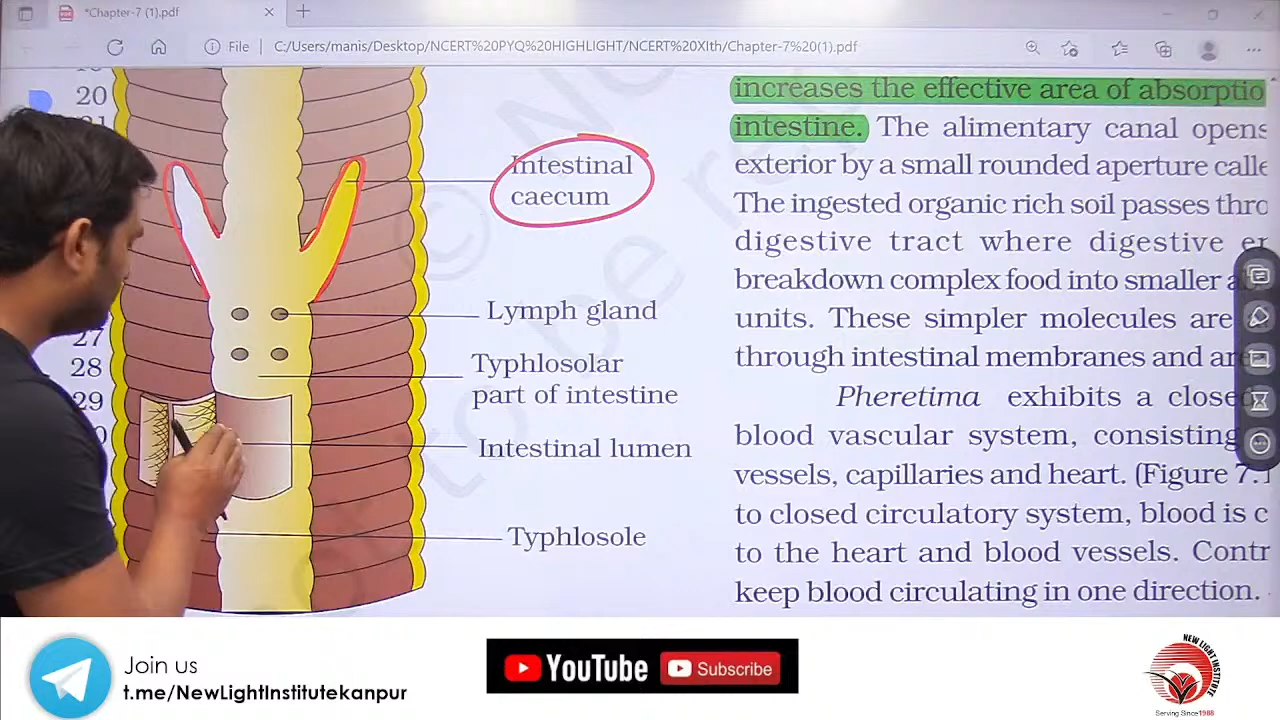 *Chapter-7 (1).pdf
File
C:/Users/manis/Desktop/NCERT%20PYQ%20HIGHLIGHT/NCERT%20XIth/Chapter-7%20(1).pdf
20
27
28
29
Intestinal
caecum
Lymph gland
Typhlosolar
part of intestine
Intestinal lumen
Typhlosole
increases the effective area of absorptio
intestine. The alimentary canal opens
exterior by a small rounded aperture calle
The ingested organic rich soil passes thro
digestive tract where digestive e
breakdown complex food into smaller a
units. These simpler molecules are
through intestinal membranes and ar
Pheretima exhibits a close
blood vascular system, consisting
vessels, capillaries and heart. (Figure 7.
to closed circulatory system, blood is c
to the heart and blood vessels. Contr
keep blood circulating in one direction.
Join us
t.me/NewLightInstitutekanpur
YouTube
Subscribe
NEW LIGHT INSTITUTE
Serving Since1988